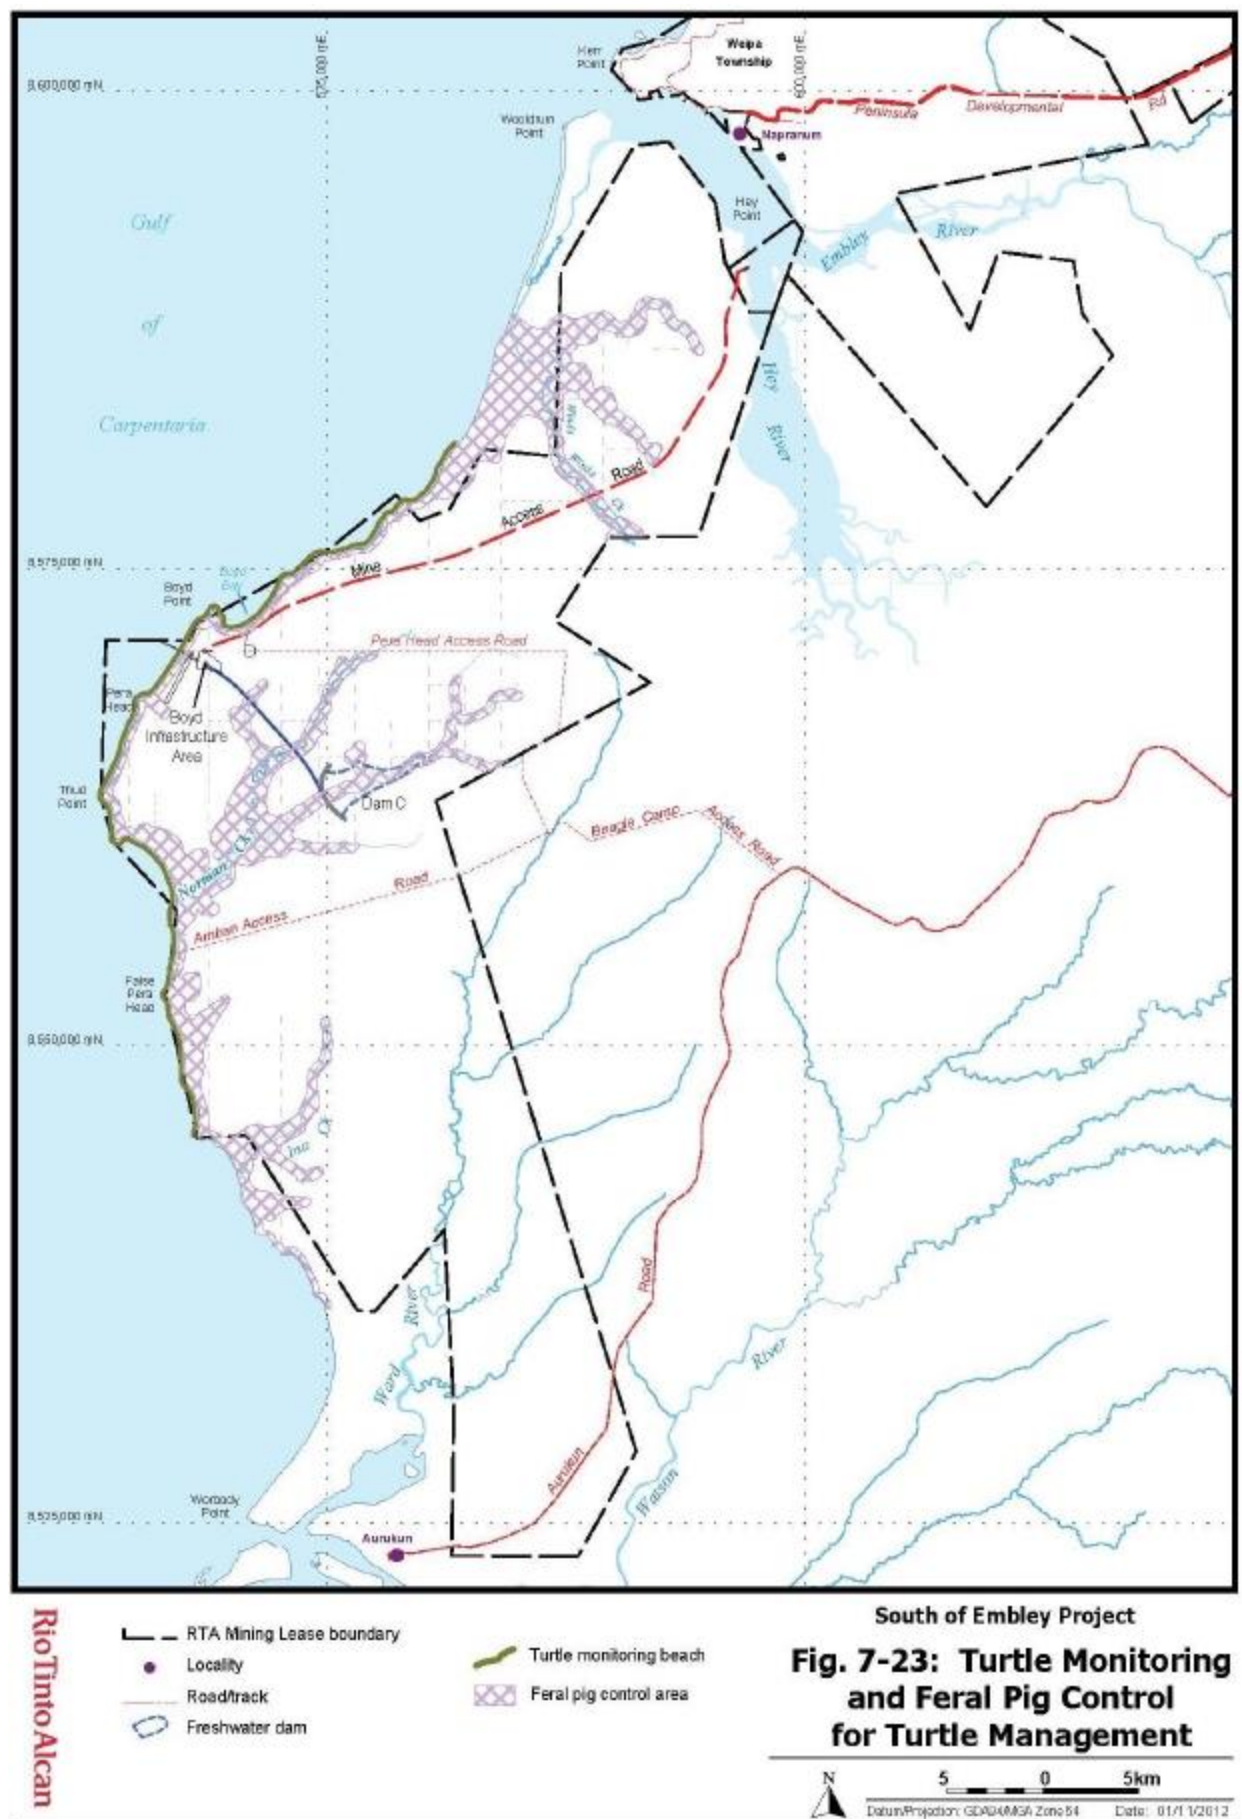 Kerr
Point
Weipa
Township
8,600,000 mN
600,000 mE
Peninsula
Developmental
Rd
Wooldrum
Point
Napranum
Gulf
of
Carpentaria
Hey
Point
Embley
River
Hey
River
Winda
Winda
Ck
Mine
Access
Road
8,575,000 mN
Boyd
Point
Boyd
Bay
Pera Head Access Road
Pera
Head
Boyd
Infrastructure
Area
Thud
Point
Dam C
Norman
Ck
Beagle Camp
Access Road
Amban Access
Road
False
Pera
Head
8,550,000 mN
Ina
Ck
Ward
River
Road
River
Aurukun
Watson
Worbody
Point
8,525,000 mN
Aurukun
RioTintoAlcan
RTA Mining Lease boundary
Locality
Road/track
Freshwater dam
Turtle monitoring beach
Feral pig control area
South of Embley Project
Fig. 7-23: Turtle Monitoring
and Feral Pig Control
for Turtle Management
N
5 0 5km
Datum/Projection: GDA94/MGA Zone 54 Date: 01/11/2012